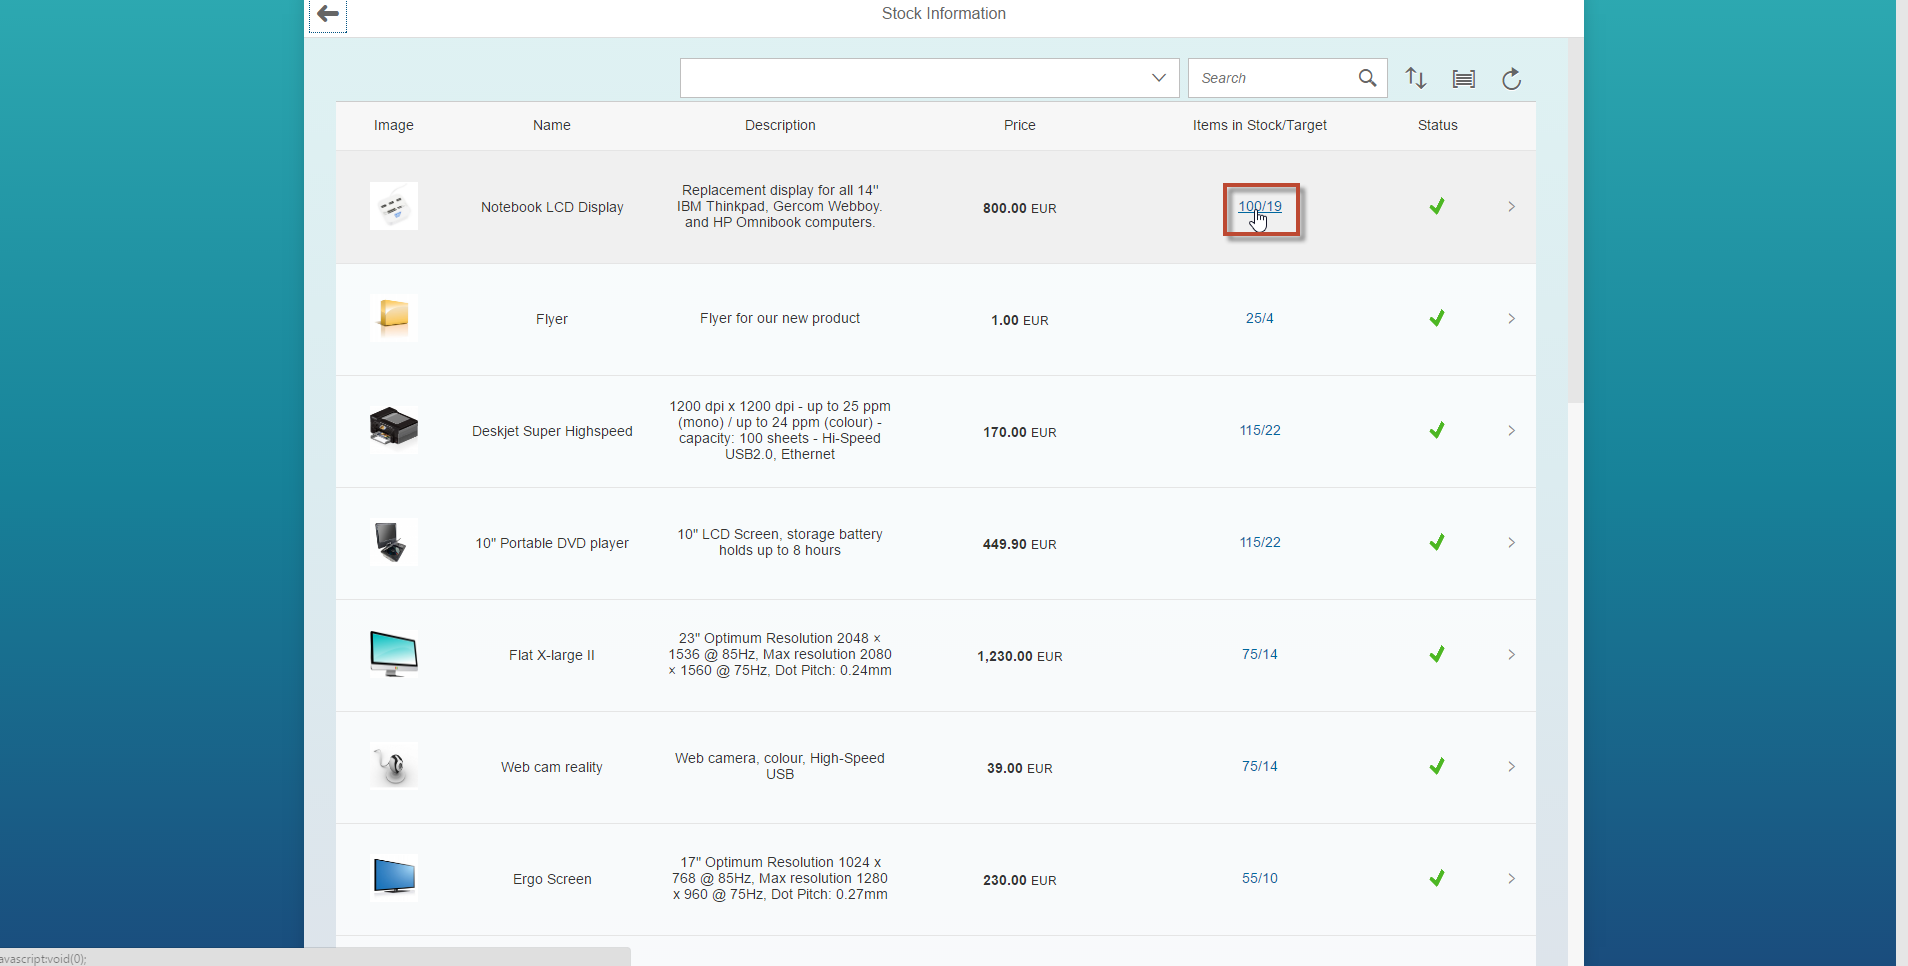 Stock Information
Search
Image Name Description Price Items in Stock/Target Status
Notebook LCD Display
Replacement display for all 14"
IBM Thinkpad, Gercom Webboy.
and HP Omnibook computers.
800.00 EUR
100/19
Flyer
Flyer for our new product
1.00 EUR
25/4
Deskjet Super Highspeed
1200 dpi x 1200 dpi - up to 25 ppm
(mono) / up to 24 ppm (colour) -
capacity: 100 sheets - Hi-Speed
USB2.0, Ethernet
170.00 EUR
115/22
10" Portable DVD player
10" LCD Screen, storage battery
holds up to 8 hours
449.90 EUR
115/22
Flat X-large II
23" Optimum Resolution 2048 ×
1536 @ 85Hz, Max resolution 2080
× 1560 @ 75Hz, Dot Pitch: 0.24mm
1,230.00 EUR
75/14
Web cam reality
Web camera, colour, High-Speed
USB
39.00 EUR
75/14
Ergo Screen
17" Optimum Resolution 1024 x
768 @ 85Hz, Max resolution 1280
x 960 @ 75Hz, Dot Pitch: 0.27mm
230.00 EUR
55/10
avascript:void(0);